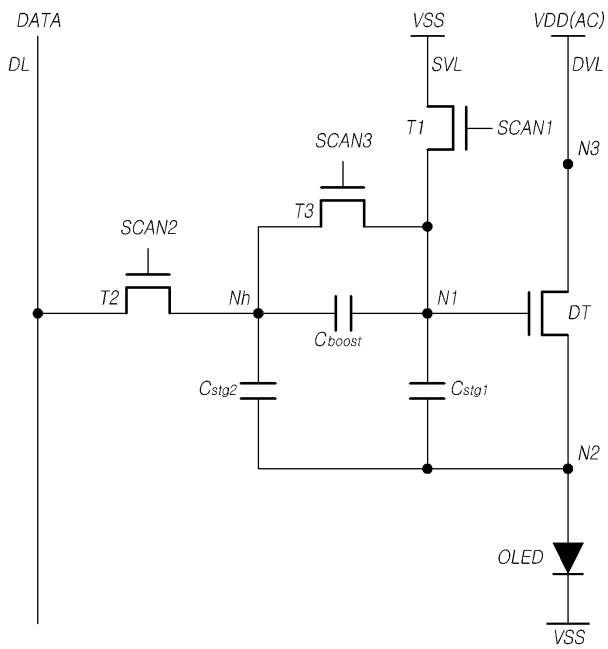 DATA
VSS
VDD(AC)
DL
SVL
DVL
T1
SCAN1
SCAN3
N3
T3
SCAN2
T2
Nh
N1
DT
Cboost
Cstg2
Cstg1
N2
OLED
VSS